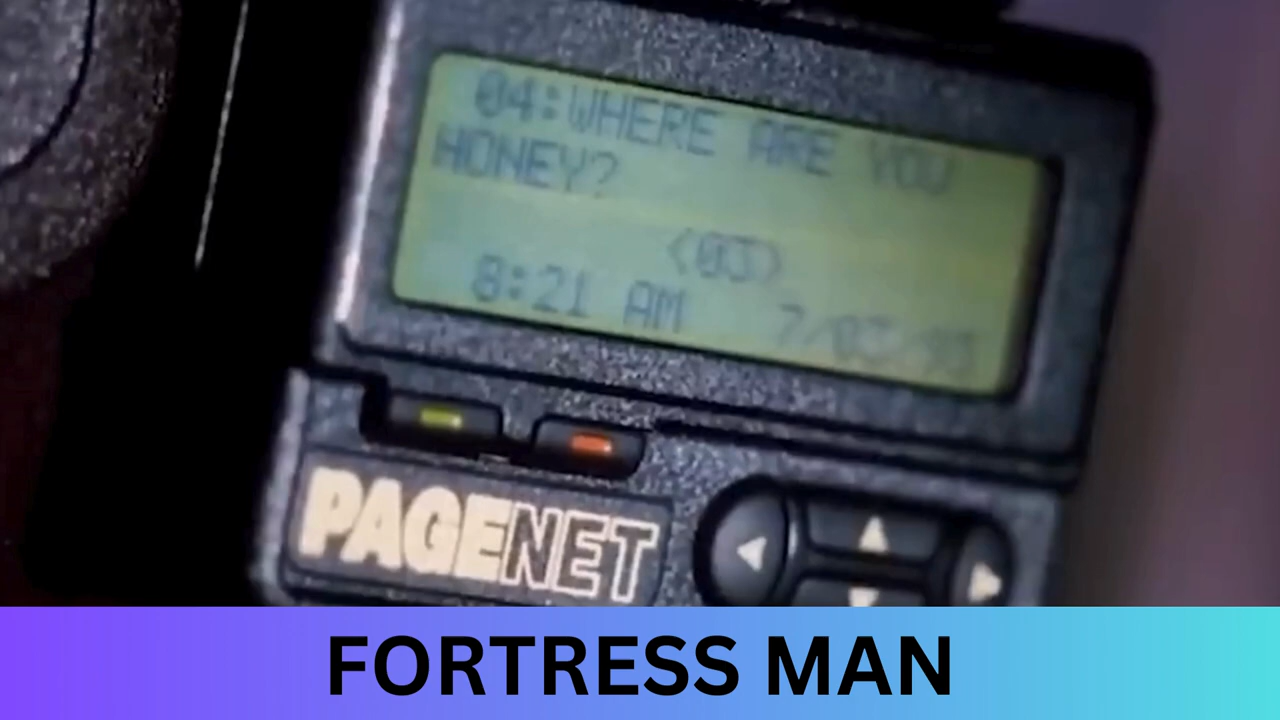 04:WHERE ARE YOU
HONEY?
<03>
8:21 AM
PAGENET
FORTRESS MAN